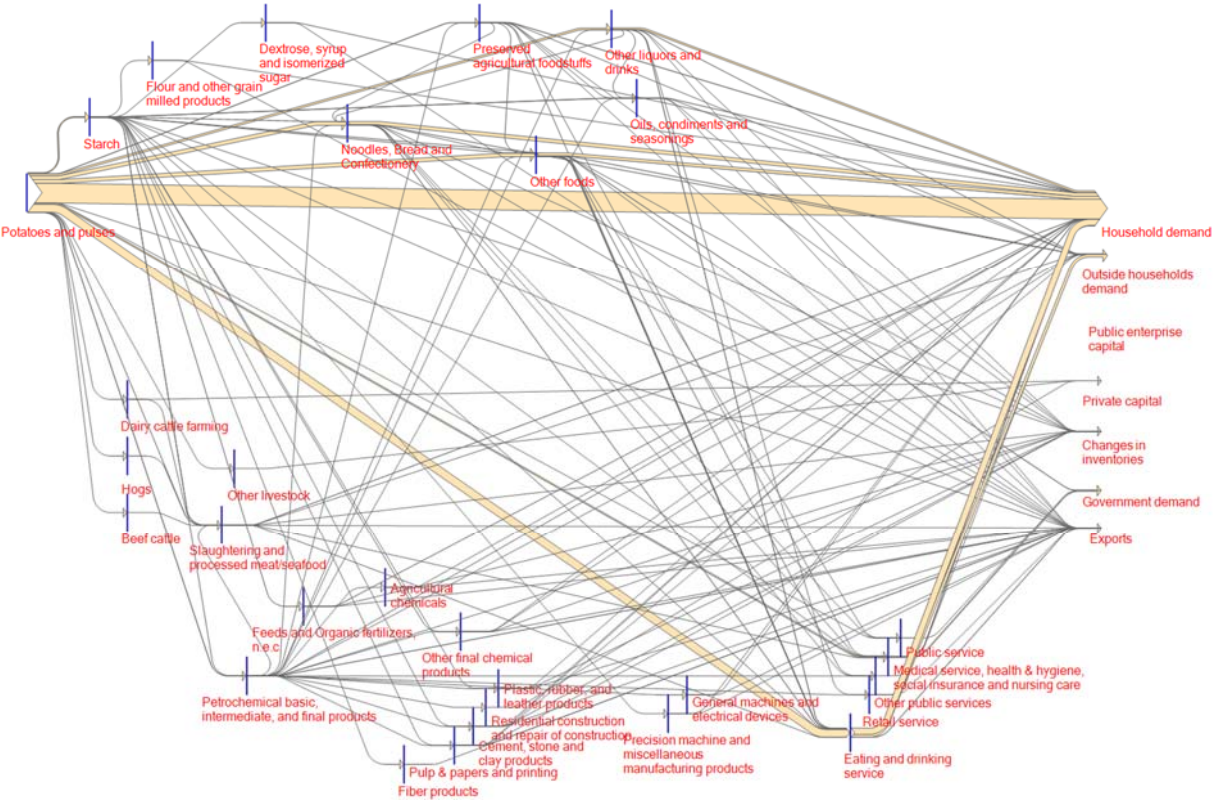 Dextrose, syrup
and isomerized
sugar
Preserved
agricultural foodstuffs
Other liquors and
drinks
Flour and other grain
milled products
Starch
Noodles, Bread and
Confectionery
Oils, condiments and
seasonings
Other foods
Potatoes and pulses
Household demand
Outside households
demand
Public enterprise
capital
Private capital
Changes in
inventories
Government demand
Exports
Dairy cattle farming
Hogs
Other livestock
Beef cattle
Slaughtering and
processed meat/seafood
Agricultural
chemicals
Feeds and Organic fertilizers,
n.e.c
Other final chemical
products
Petrochemical basic,
intermediate, and final products
Plastic, rubber, and
leather products
Residential construction
and repair of construction
Cement, stone and
clay products
Pulp & papers and printing
Fiber products
General machines and
electrical devices
Precision machine and
miscellaneous
manufacturing products
Public service
Medical service, health & hygiene,
social insurance and nursing care
Other public services
Retail service
Eating and drinking
service